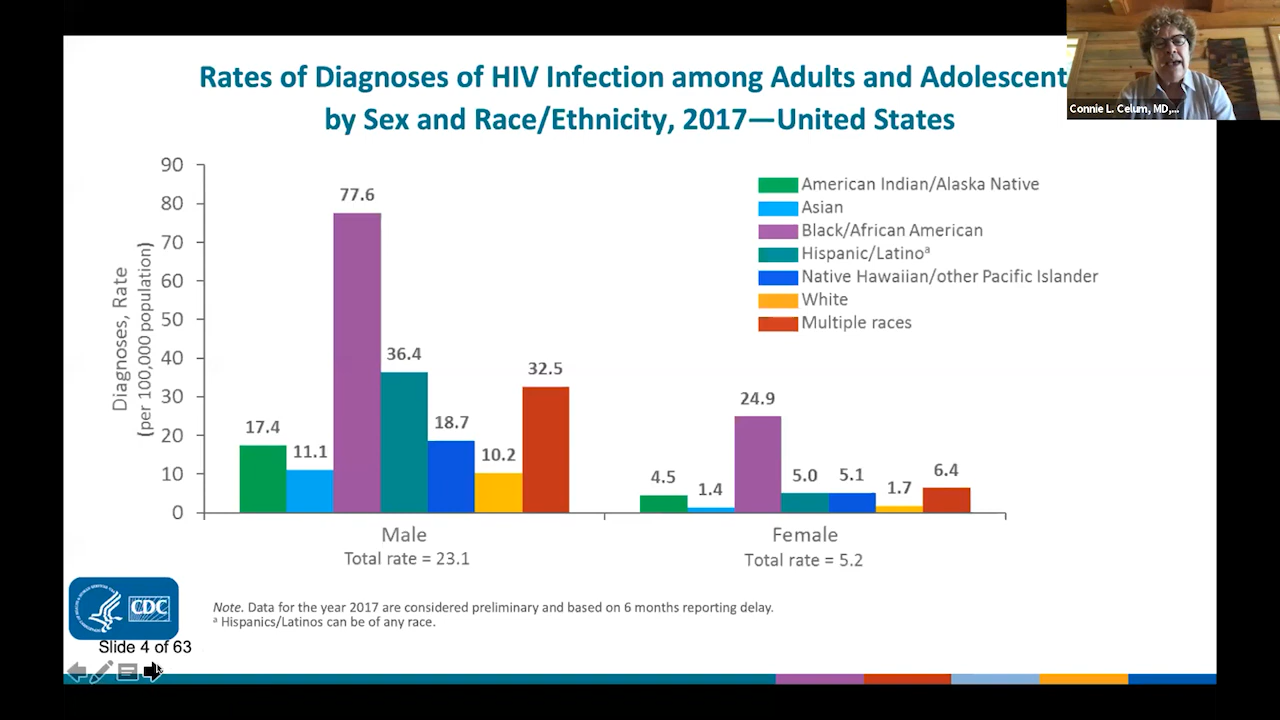 Rates of Diagnoses of HIV Infection among Adults and Adolescent
by Sex and Race/Ethnicity, 2017—United States
Connie L. Celum, MD,...
Diagnoses, Rate
(per 100,000 population)
90
80
70
60
50
40
30
20
10
0
17.4
11.1
77.6
36.4
18.7
10.2
32.5
4.5
1.4
24.9
5.0
5.1
1.7
6.4
American Indian/Alaska Native
Asian
Black/African American
Hispanic/Latinoᵃ
Native Hawaiian/other Pacific Islander
White
Multiple races
Male
Total rate = 23.1
Female
Total rate = 5.2
CDC
Note. Data for the year 2017 are considered preliminary and based on 6 months reporting delay.
ᵃ Hispanics/Latinos can be of any race.
Slide 4 of 63